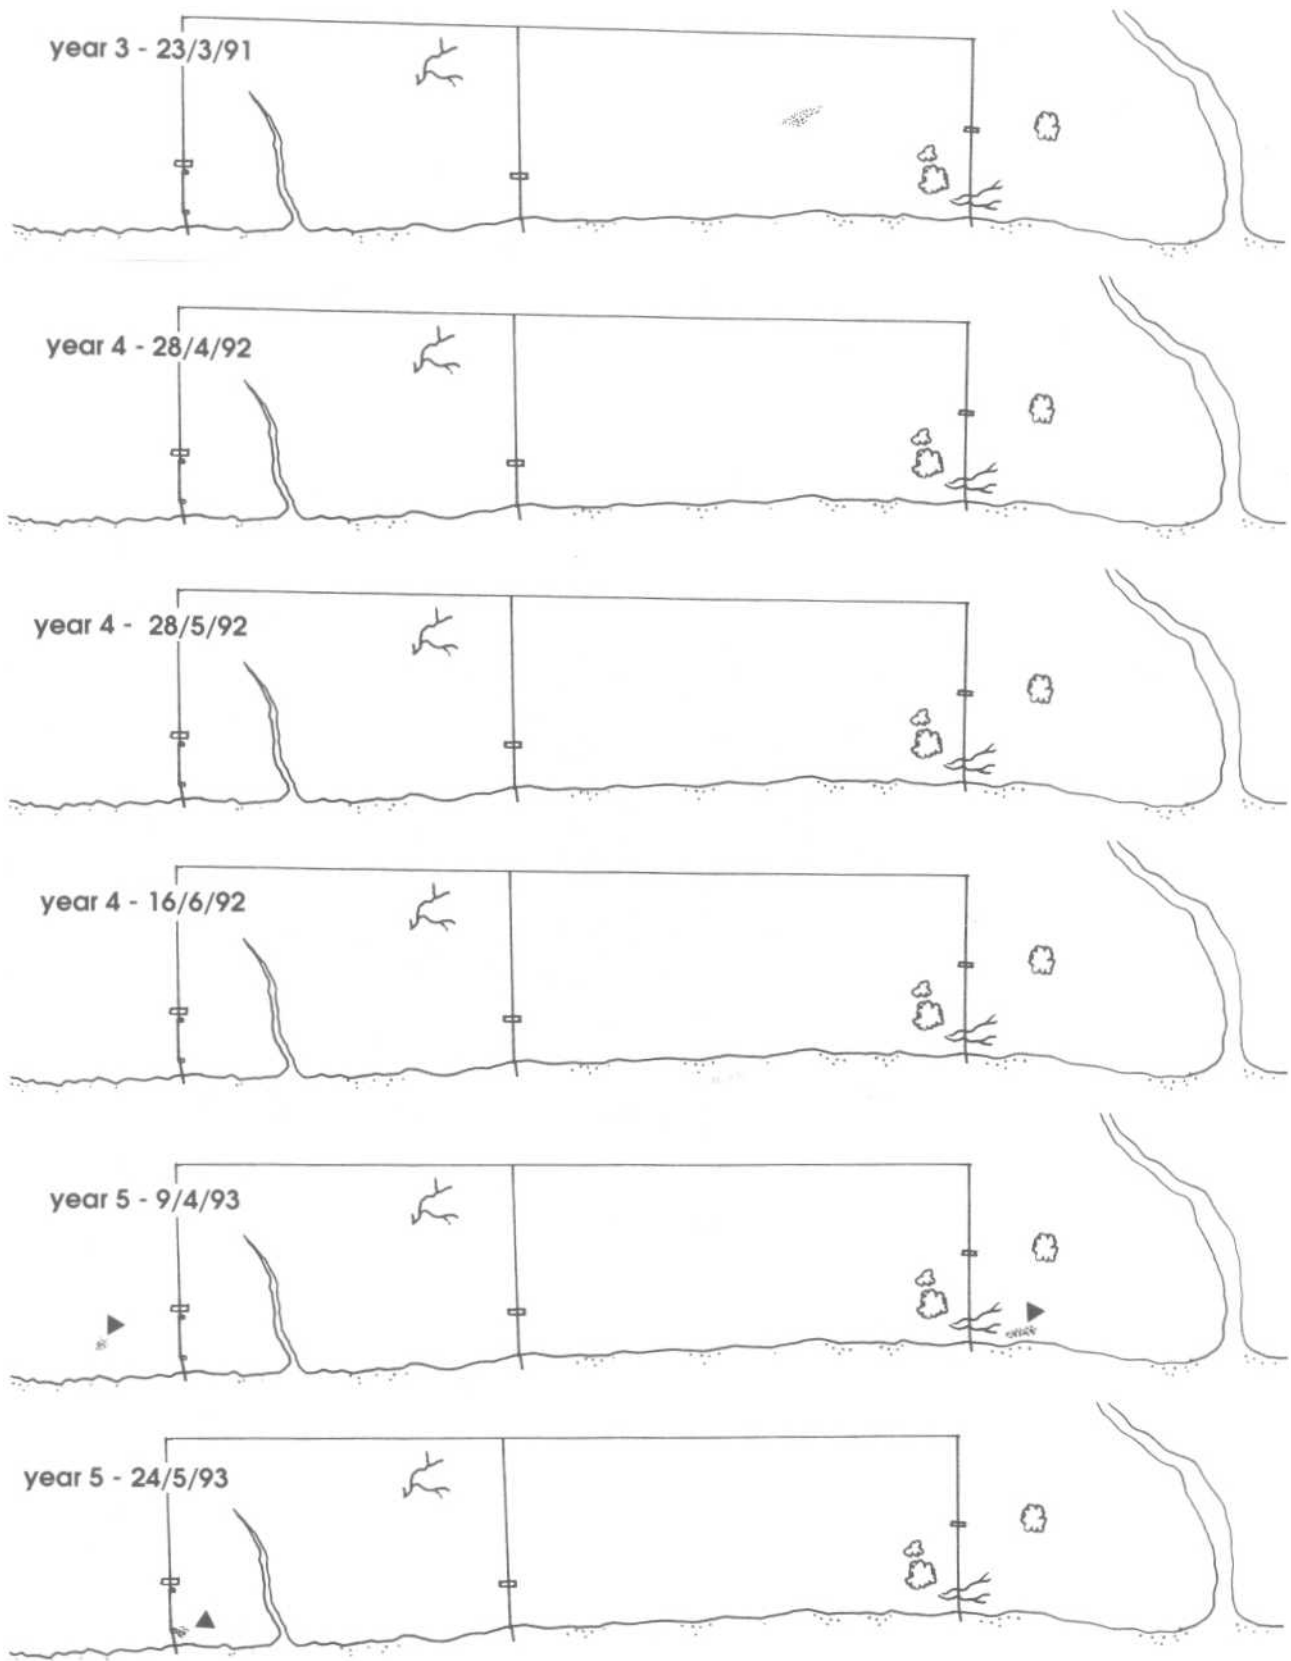 year 3 - 23/3/91
year 4 - 28/4/92
year 4 - 28/5/92
year 4 - 16/6/92
year 5 - 9/4/93
year 5 - 24/5/93